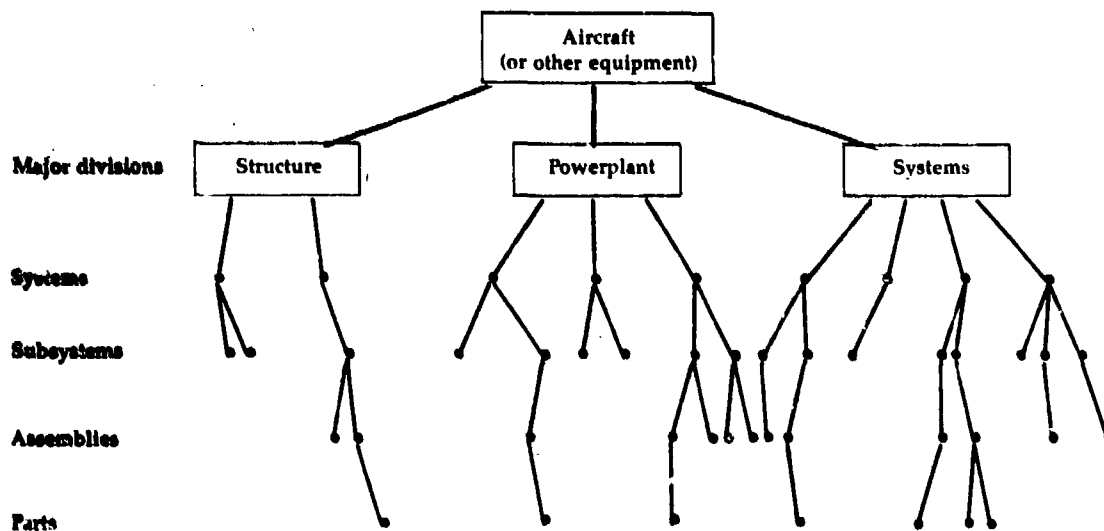 Aircraft
(or other equipment)
Major divisions
Structure
Powerplant
Systems
Systems
Subsystems
Assemblies
Parts